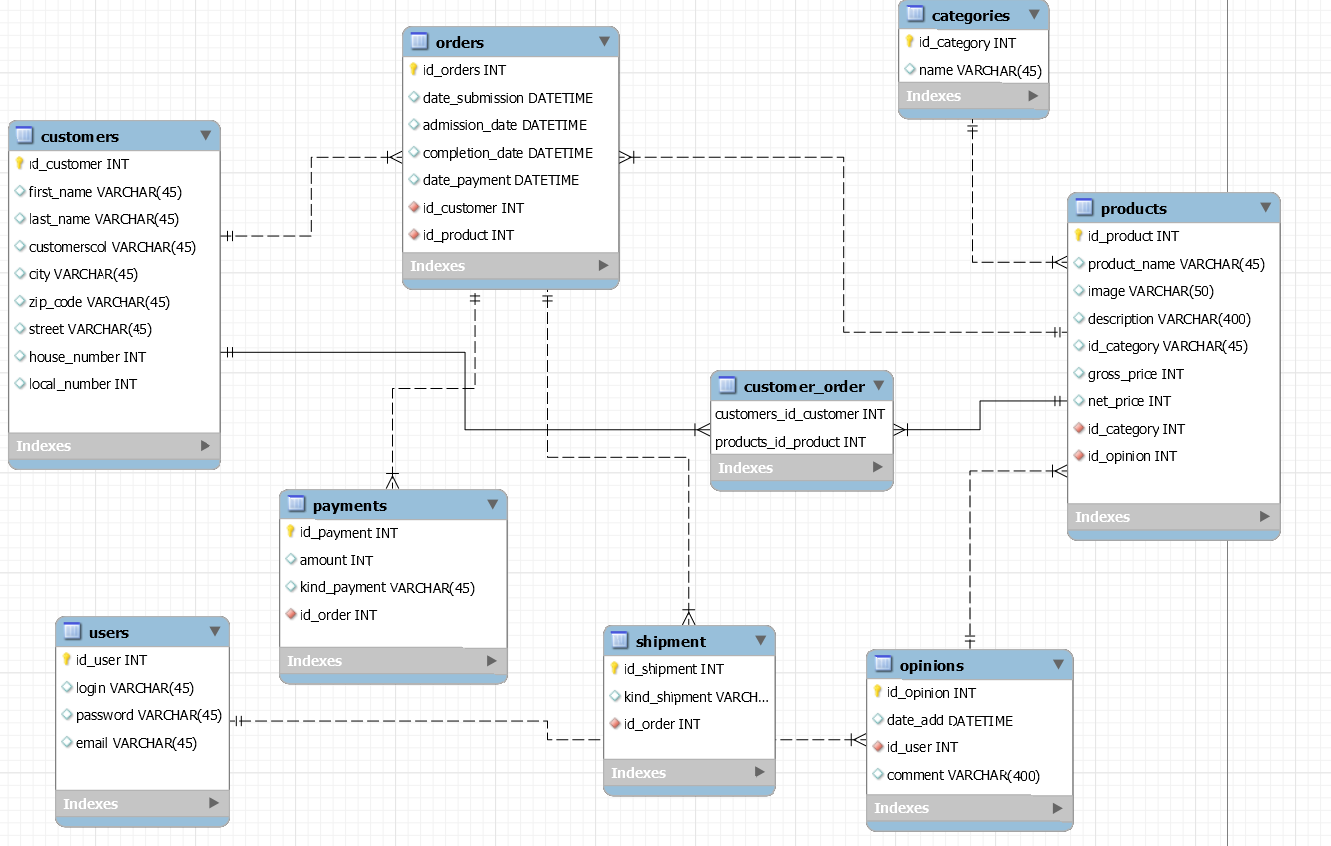 categories
id_category INT
name VARCHAR(45)
Indexes
orders
id_orders INT
date_submission DATETIME
admission_date DATETIME
completion_date DATETIME
date_payment DATETIME
id_customer INT
id_product INT
Indexes
customers
id_customer INT
first_name VARCHAR(45)
last_name VARCHAR(45)
customerscol VARCHAR(45)
city VARCHAR(45)
zip_code VARCHAR(45)
street VARCHAR(45)
house_number INT
local_number INT
Indexes
products
id_product INT
product_name VARCHAR(45)
image VARCHAR(50)
description VARCHAR(400)
id_category VARCHAR(45)
gross_price INT
net_price INT
id_category INT
id_opinion INT
Indexes
customer_order
customers_id_customer INT
products_id_product INT
Indexes
payments
id_payment INT
amount INT
kind_payment VARCHAR(45)
id_order INT
Indexes
users
id_user INT
login VARCHAR(45)
password VARCHAR(45)
email VARCHAR(45)
Indexes
shipment
id_shipment INT
kind_shipment VARCH...
id_order INT
Indexes
opinions
id_opinion INT
date_add DATETIME
id_user INT
comment VARCHAR(400)
Indexes